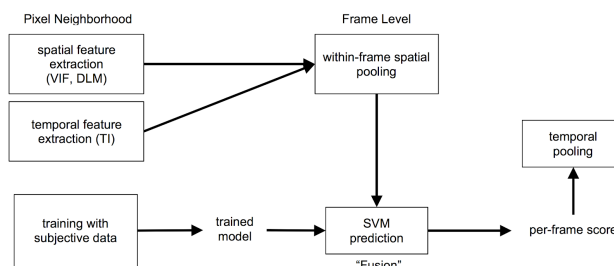 Pixel Neighborhood
Frame Level
spatial feature
extraction
(VIF, DLM)
within-frame spatial
pooling
temporal feature
extraction (TI)
temporal
pooling
training with
subjective data
trained
model
SVM
prediction
per-frame score
"Fusion"